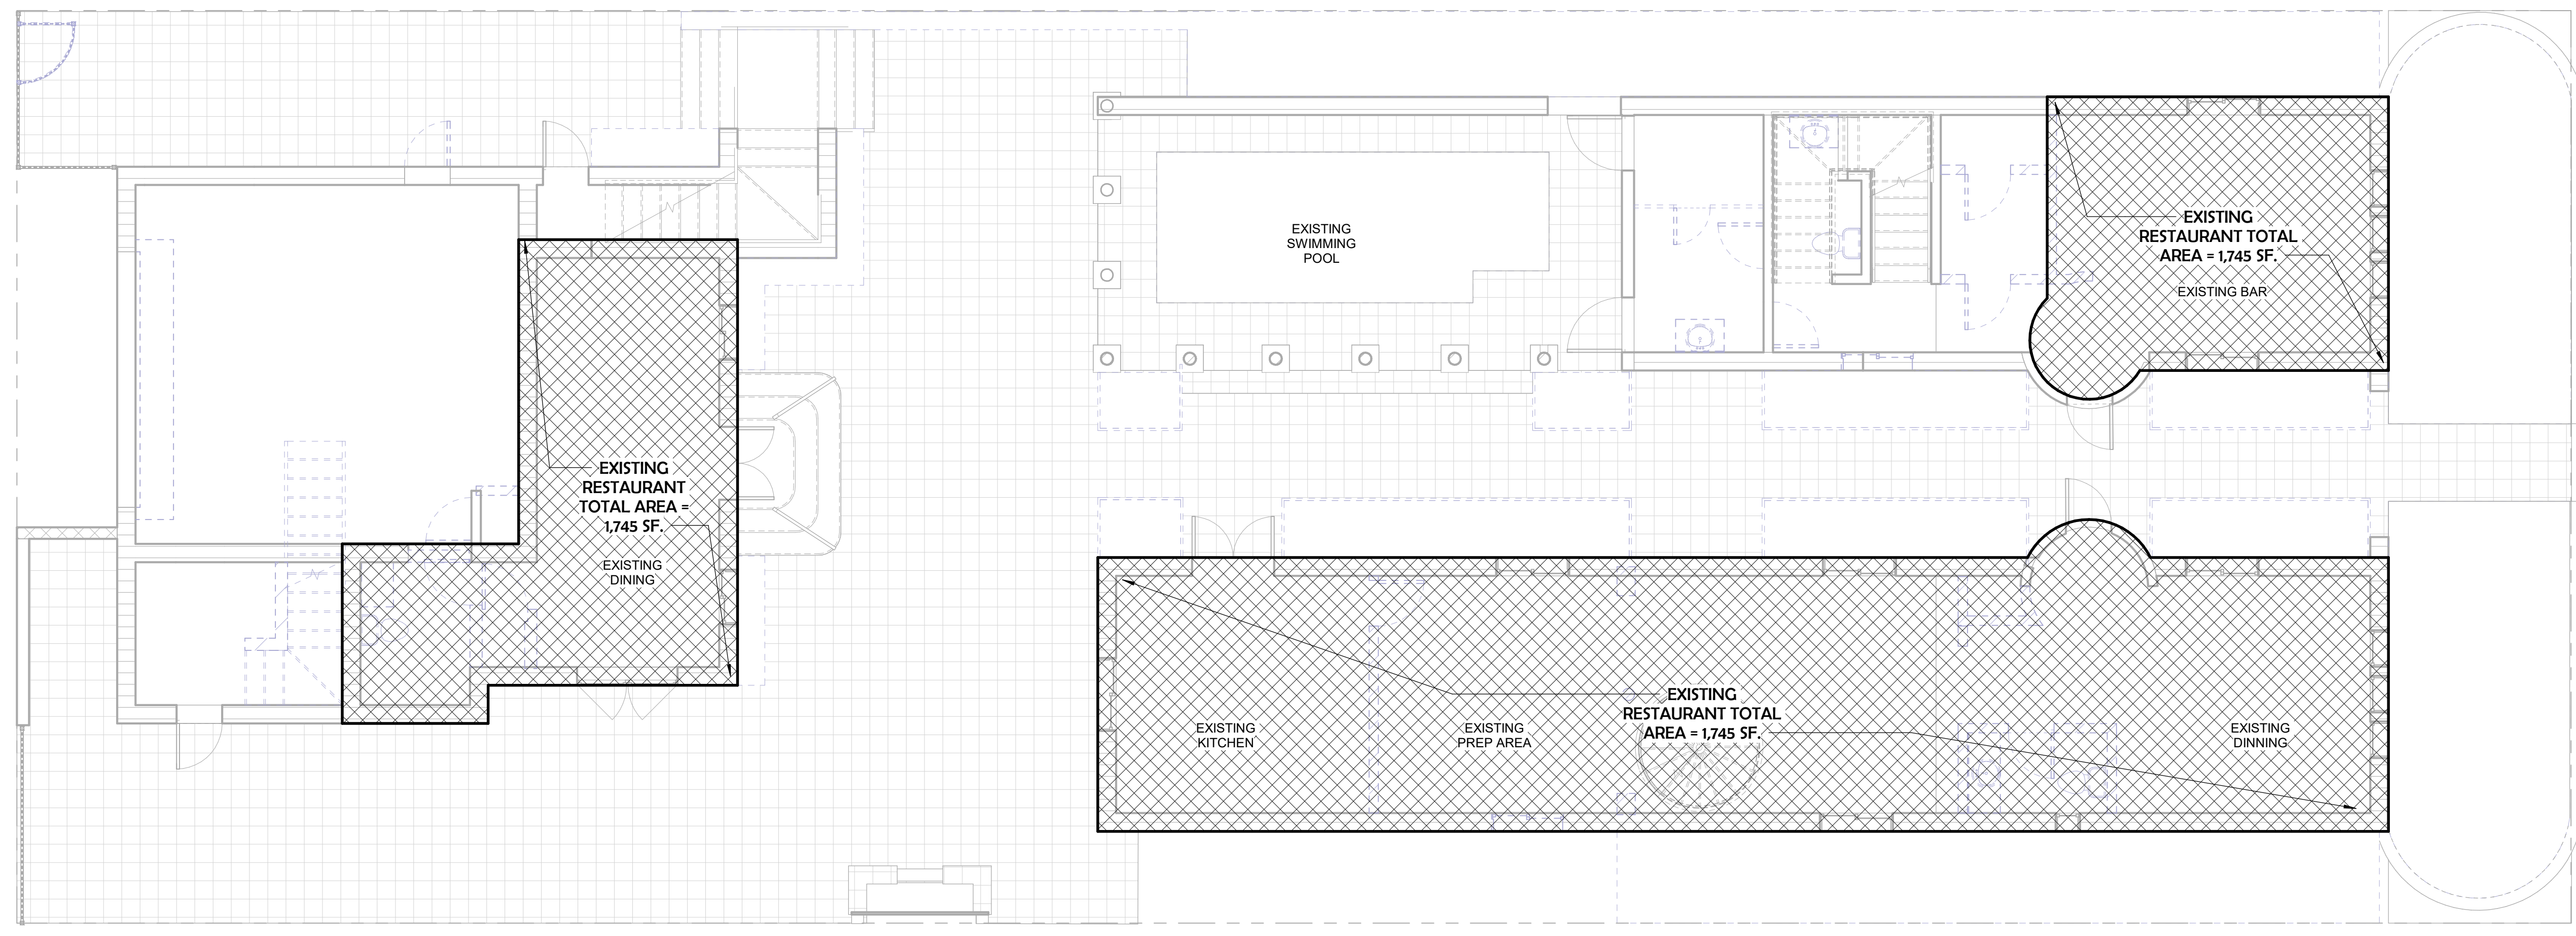 EXISTING
SWIMMING
POOL
EXISTING
RESTAURANT TOTAL
AREA = 1,745 SF.
EXISTING BAR
EXISTING
RESTAURANT
TOTAL AREA =
1,745 SF.
EXISTING
DINING
EXISTING
KITCHEN
EXISTING
PREP AREA
EXISTING
RESTAURANT TOTAL
AREA = 1,745 SF.
EXISTING
DINNING